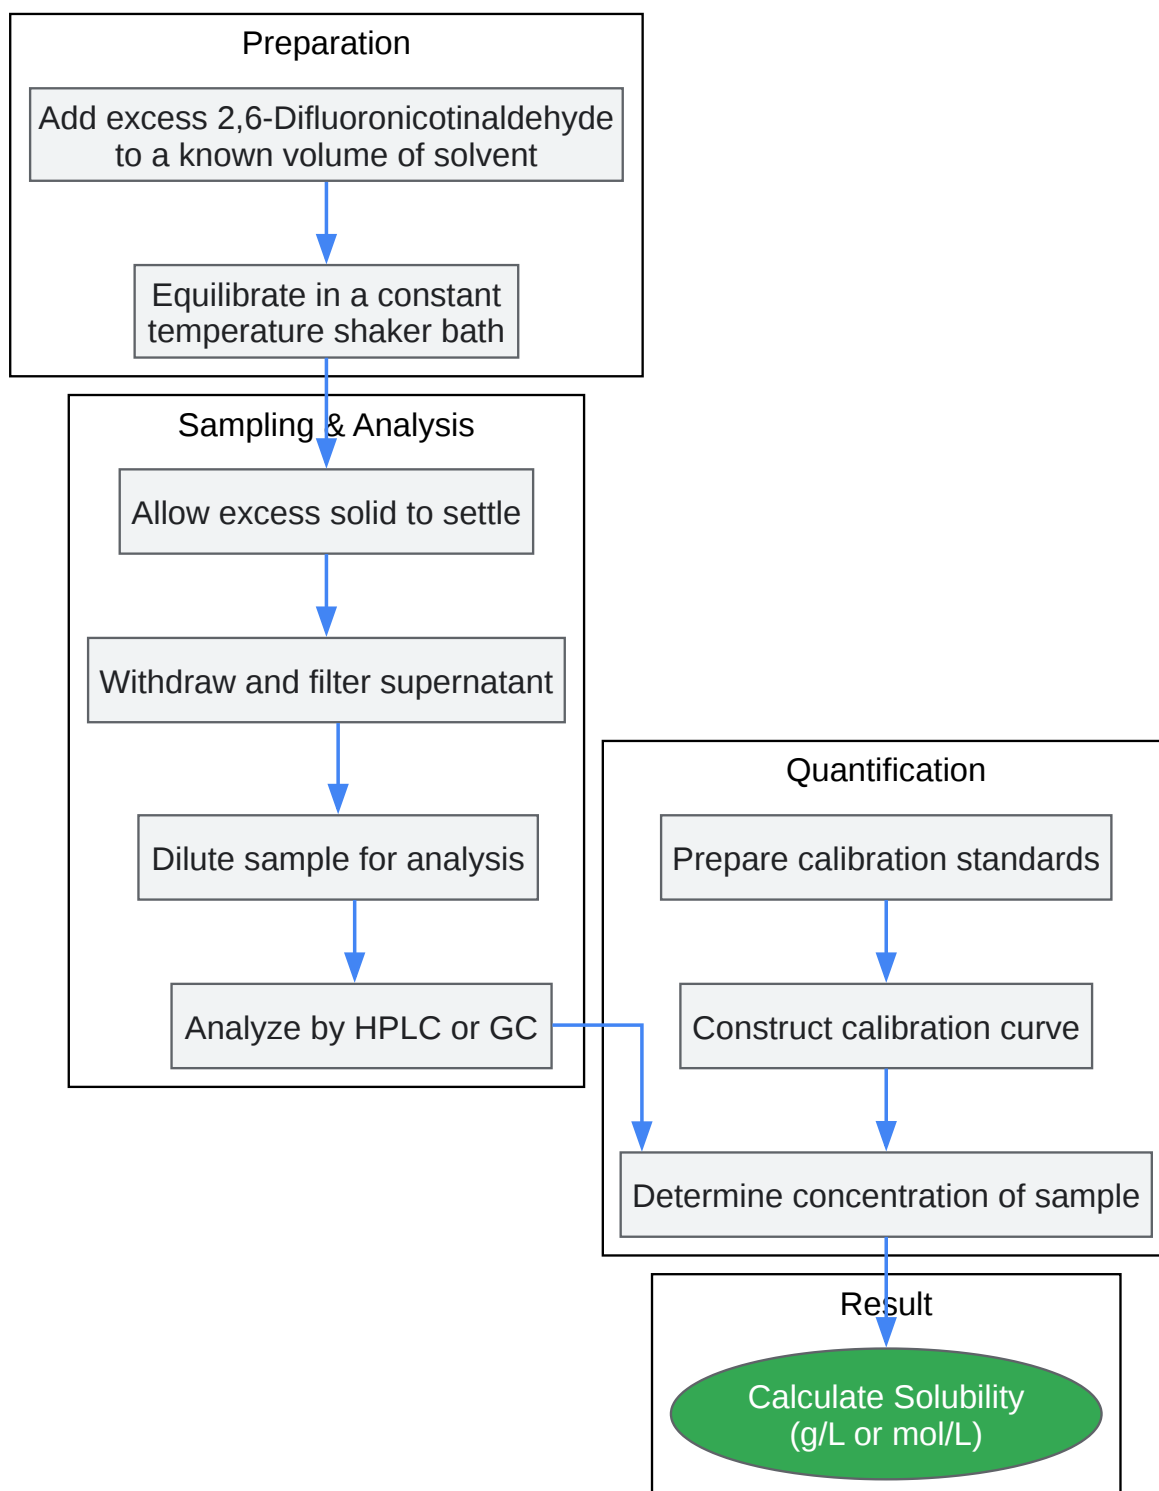 Preparation
Add excess 2,6-Difluoronicotinaldehyde
to a known volume of solvent
Equilibrate in a constant
temperature shaker bath
Sampling & Analysis
Allow excess solid to settle
Withdraw and filter supernatant
Dilute sample for analysis
Analyze by HPLC or GC
Quantification
Prepare calibration standards
Construct calibration curve
Determine concentration of sample
Result
Calculate Solubility
(g/L or mol/L)